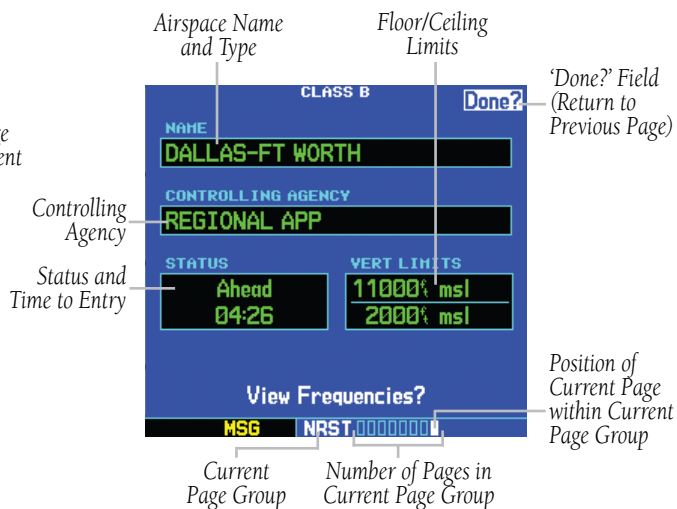 Airspace Name
and Type
Floor/Ceiling
Limits
'Done?' Field
(Return to
Previous Page)
CLASS B
Done?
NAME
DALLAS-FT WORTH
CONTROLLING AGENCY
REGIONAL APP
Controlling
Agency
STATUS
VERT LIMITS
Status and
Time to Entry
Ahead
04:26
11000ft msl
2000ft msl
Position of
Current Page
within Current
Page Group
View Frequencies?
MSG
NRST
Current
Page Group
Number of Pages in
Current Page Group